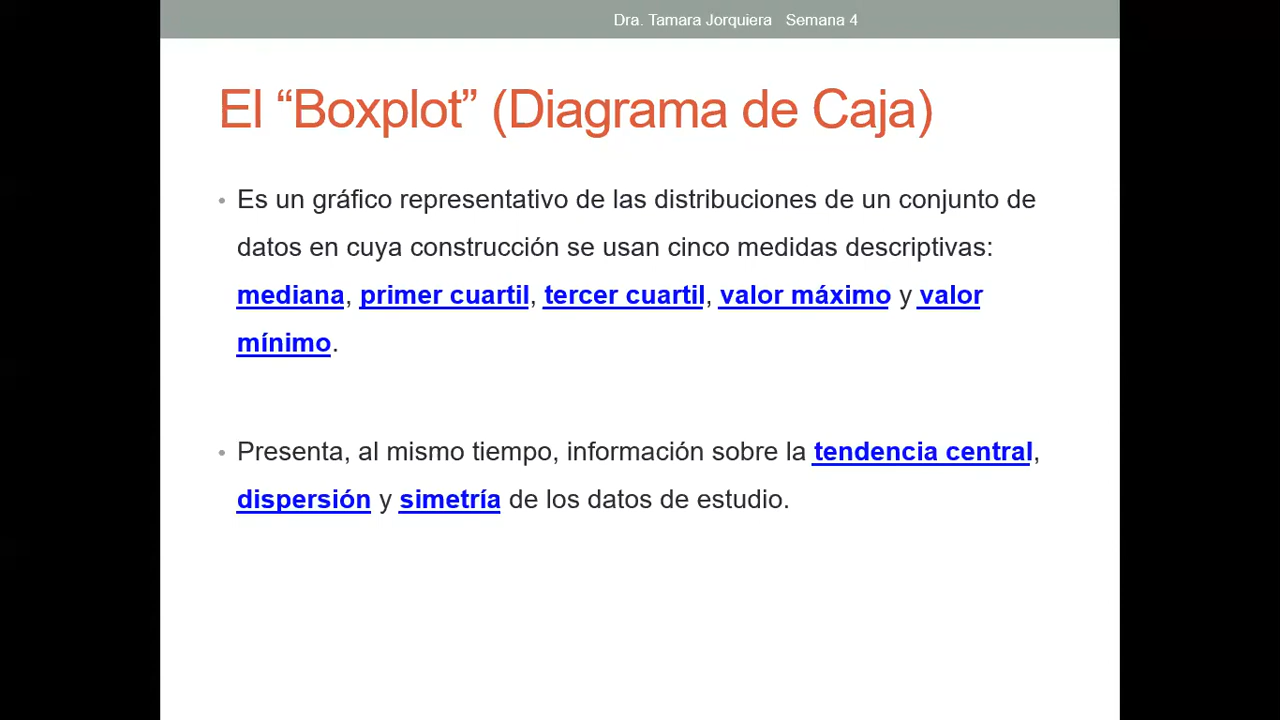 Dra. Tamara Jorquiera Semana 4
El “Boxplot” (Diagrama de Caja)
• Es un gráfico representativo de las distribuciones de un conjunto de
datos en cuya construcción se usan cinco medidas descriptivas:
mediana, primer cuartil, tercer cuartil, valor máximo y valor
mínimo.
• Presenta, al mismo tiempo, información sobre la tendencia central,
dispersión y simetría de los datos de estudio.